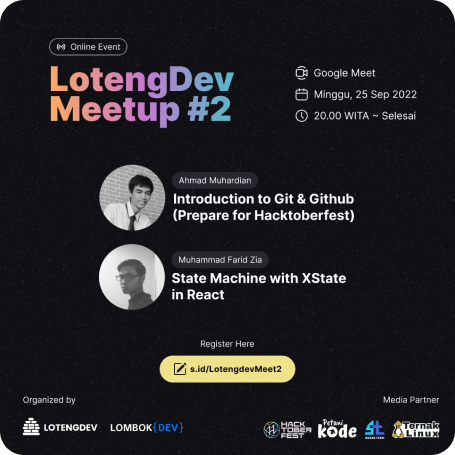 Online Event
LotengDev
Meetup #2
Google Meet
Minggu, 25 Sep 2022
20.00 WITA ~ Selesai
Ahmad Muhardian
Introduction to Git & Github
(Prepare for Hacktoberfest)
Muhammad Farid Zia
State Machine with XState
in React
Register Here
s.id/LotengdevMeet2
Organized by
Media Partner
LOTENGDEV
LOMBOK{DEV}
HACK
TOBER
FEST
Petani
Kode
Ternak
Linux